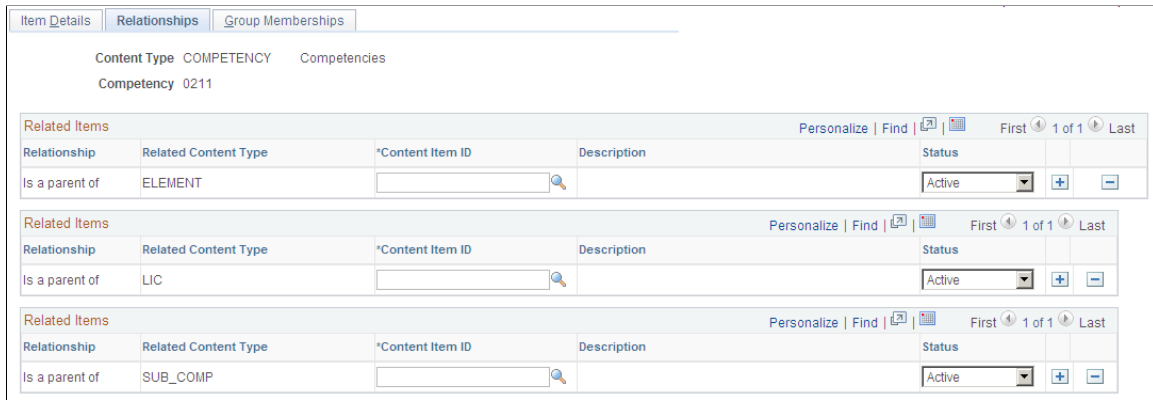 Item Details Relationships Group Memberships
Content Type COMPETENCY Competencies
Competency 0211
Related Items Personalize | Find | | First 1 of 1 Last
Relationship Related Content Type *Content Item ID Description Status
Is a parent of ELEMENT Active
Related Items Personalize | Find | | First 1 of 1 Last
Relationship Related Content Type *Content Item ID Description Status
Is a parent of LIC Active
Related Items Personalize | Find | | First 1 of 1 Last
Relationship Related Content Type *Content Item ID Description Status
Is a parent of SUB_COMP Active